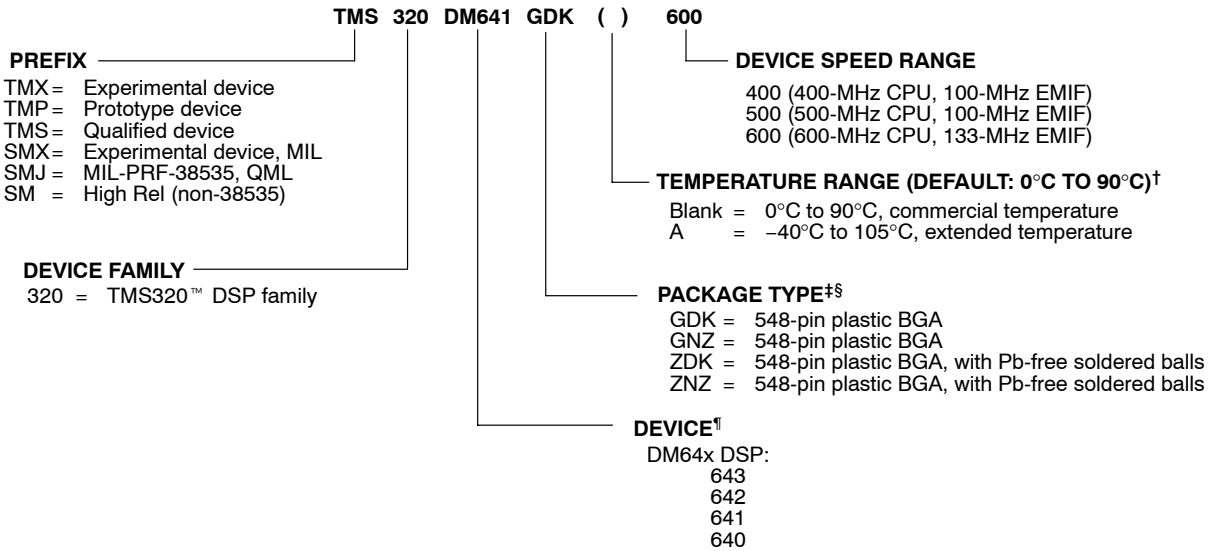 TMS 320 DM641 GDK ( ) 600
PREFIX
TMX = Experimental device
TMP = Prototype device
TMS = Qualified device
SMX = Experimental device, MIL
SMJ = MIL-PRF-38535, QML
SM = High Rel (non-38535)
DEVICE SPEED RANGE
400 (400-MHz CPU, 100-MHz EMIF)
500 (500-MHz CPU, 100-MHz EMIF)
600 (600-MHz CPU, 133-MHz EMIF)
TEMPERATURE RANGE (DEFAULT: 0°C TO 90°C)†
Blank = 0°C to 90°C, commercial temperature
A = −40°C to 105°C, extended temperature
DEVICE FAMILY
320 = TMS320™ DSP family
PACKAGE TYPE‡§
GDK = 548-pin plastic BGA
GNZ = 548-pin plastic BGA
ZDK = 548-pin plastic BGA, with Pb-free soldered balls
ZNZ = 548-pin plastic BGA, with Pb-free soldered balls
DEVICE¶
DM64x DSP:
643
642
641
640